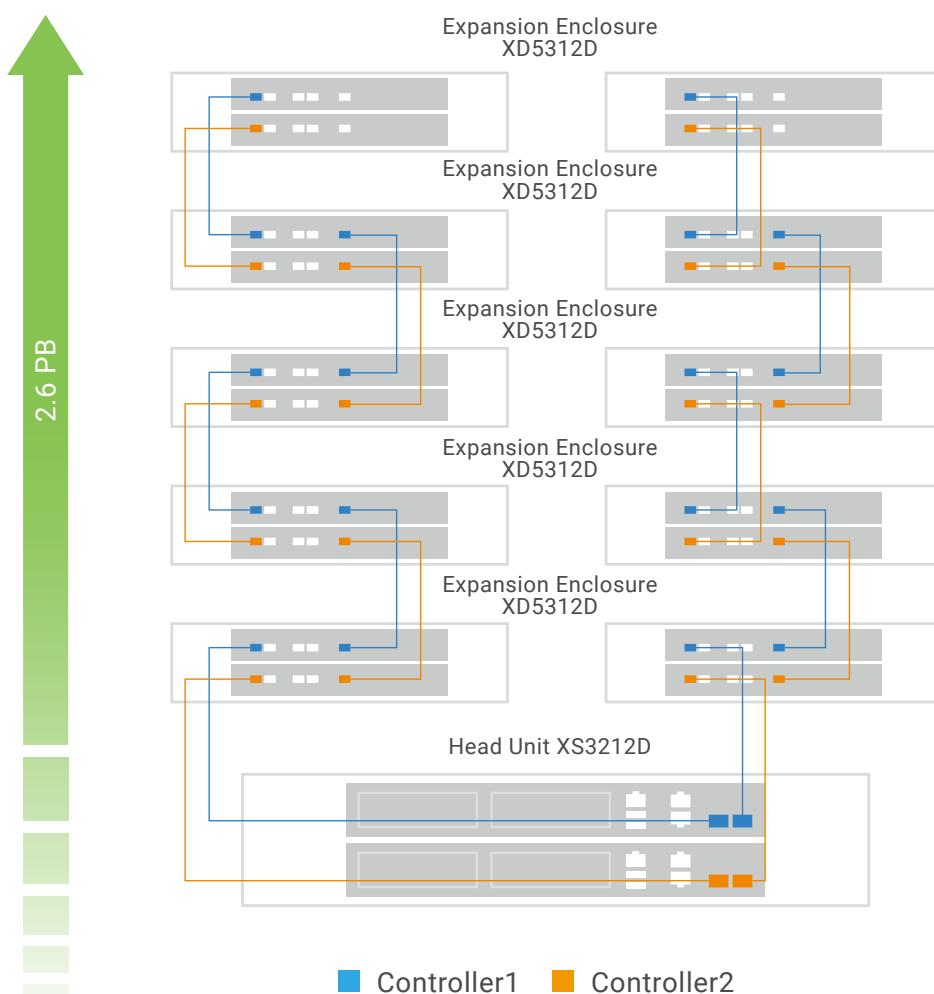 Expansion Enclosure
XD5312D
Expansion Enclosure
XD5312D
Expansion Enclosure
XD5312D
Expansion Enclosure
XD5312D
Expansion Enclosure
XD5312D
2.6 PB
Head Unit XS3212D
Controller1
Controller2